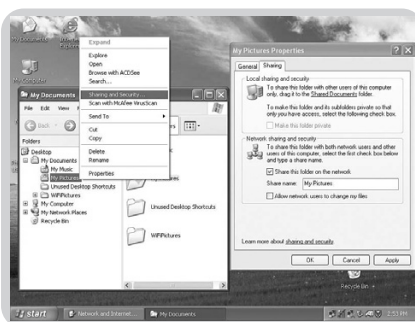 My Documents
My Computer
Expand
Explore
Open
Browse with ACDSee
Search...
Sharing and Security...
Scan with McAfee VirusScan
Send To
Cut
Copy
Delete
Rename
Properties
My Documents
File Edit View
Back
Folders
Desktop
My Documents
My Music
My Pictures
Unused Desktop Shortcuts
WiFiPictures
My Computer
My Network Places
Recycle Bin
Unused Desktop Shortcuts
WiFiPictures
My Pictures Properties
General Sharing
Local sharing and security
To share this folder with other users of this computer
only, drag it to the Shared Documents folder.
To make this folder and its subfolders private so that
only you have access, select the following check box.
Make this folder private
Network sharing and security
To share this folder with both network users and other
users of this computer, select the first check box below
and type a share name.
Share this folder on the network
Share name: My Pictures
Allow network users to change my files
Learn more about sharing and security.
OK Cancel Apply
Recycle Bin
start
Network and Internet...
My Documents
2:53 PM